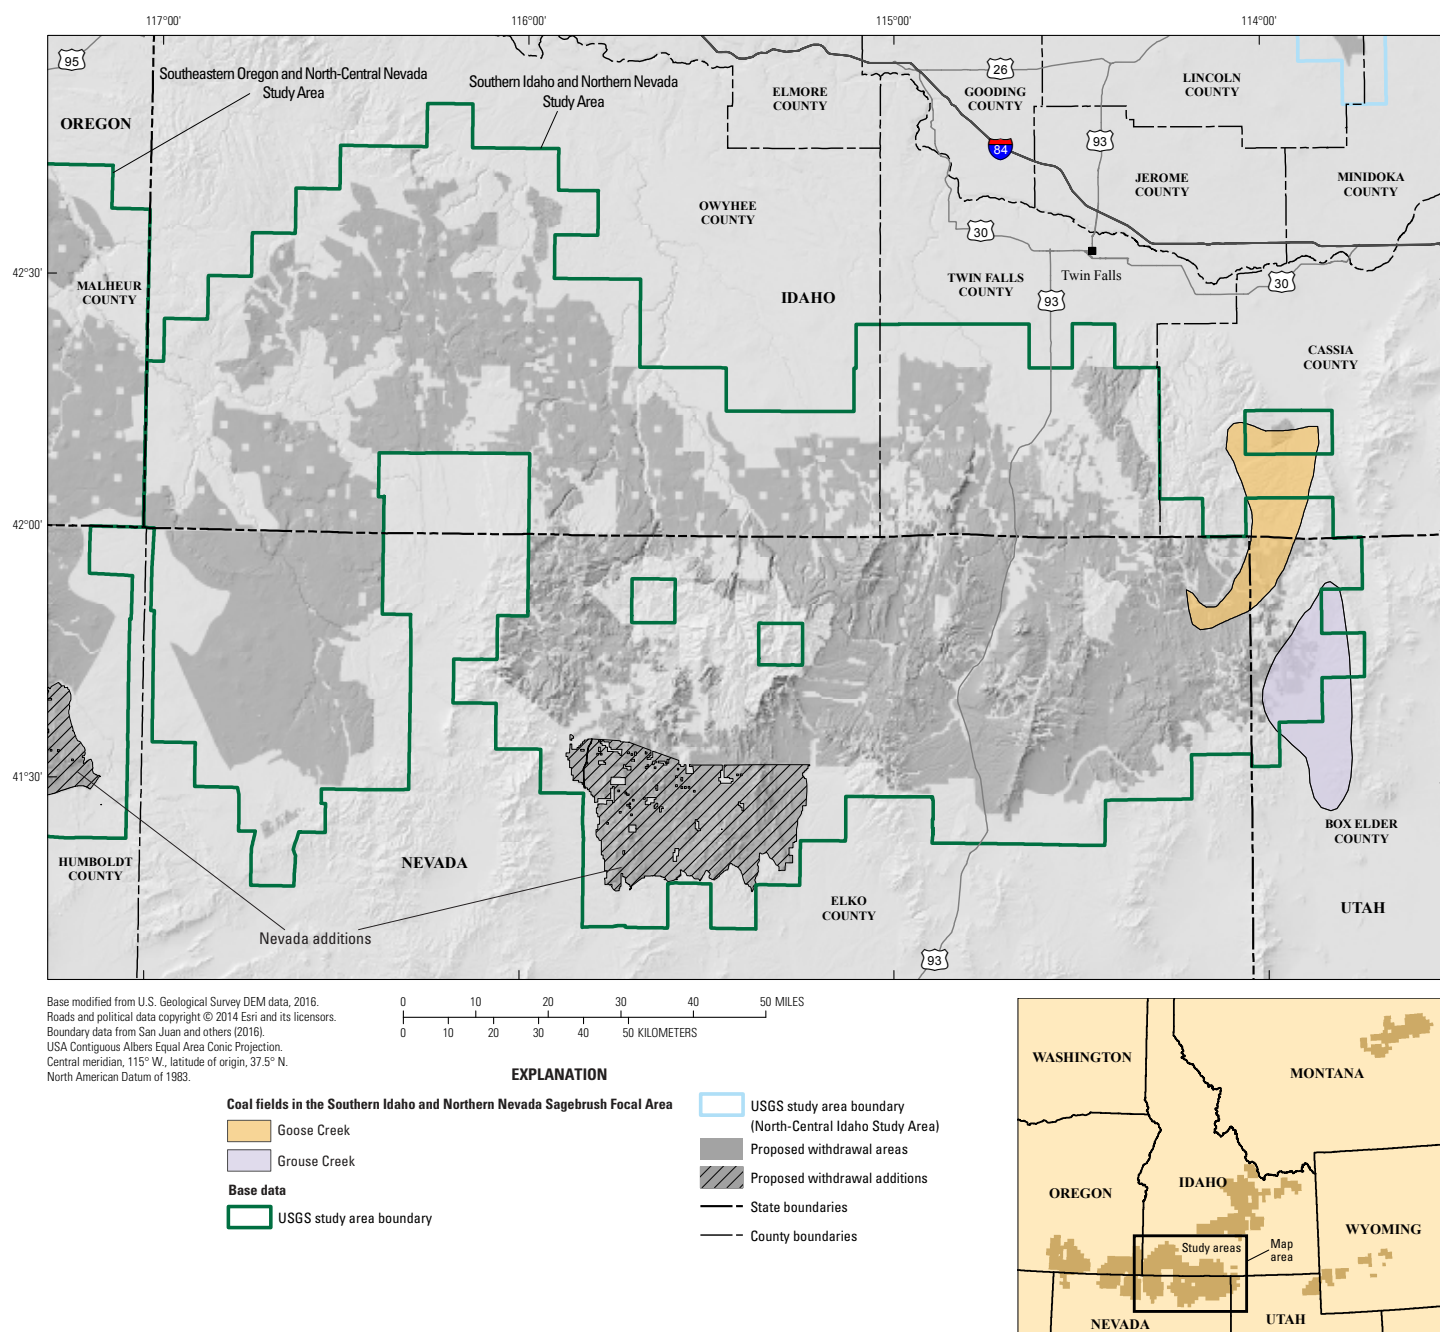 117°00'
116°00'
115°00'
114°00'
95
Southeastern Oregon and North-Central Nevada
Study Area
Southern Idaho and Northern Nevada
Study Area
OREGON
ELMORE
COUNTY
26
GOODING
COUNTY
LINCOLN
COUNTY
93
84
JEROME
COUNTY
MINIDOKA
COUNTY
OWYHEE
COUNTY
30
42°30'
MALHEUR
COUNTY
IDAHO
TWIN FALLS
COUNTY
Twin Falls
93
30
CASSIA
COUNTY
42°00'
41°30'
HUMBOLDT
COUNTY
NEVADA
BOX ELDER
COUNTY
ELKO
COUNTY
UTAH
Nevada additions
93
Base modified from U.S. Geological Survey DEM data, 2016.
Roads and political data copyright © 2014 Esri and its licensors.
Boundary data from San Juan and others (2016).
USA Contiguous Albers Equal Area Conic Projection.
Central meridian, 115° W., latitude of origin, 37.5° N.
North American Datum of 1983.
0 10 20 30 40 50 MILES
0 10 20 30 40 50 KILOMETERS
EXPLANATION
Coal fields in the Southern Idaho and Northern Nevada Sagebrush Focal Area
Goose Creek
Grouse Creek
Base data
USGS study area boundary
USGS study area boundary
(North-Central Idaho Study Area)
Proposed withdrawal areas
Proposed withdrawal additions
State boundaries
County boundaries
WASHINGTON
MONTANA
OREGON
IDAHO
WYOMING
Study areas
Map
area
NEVADA
UTAH